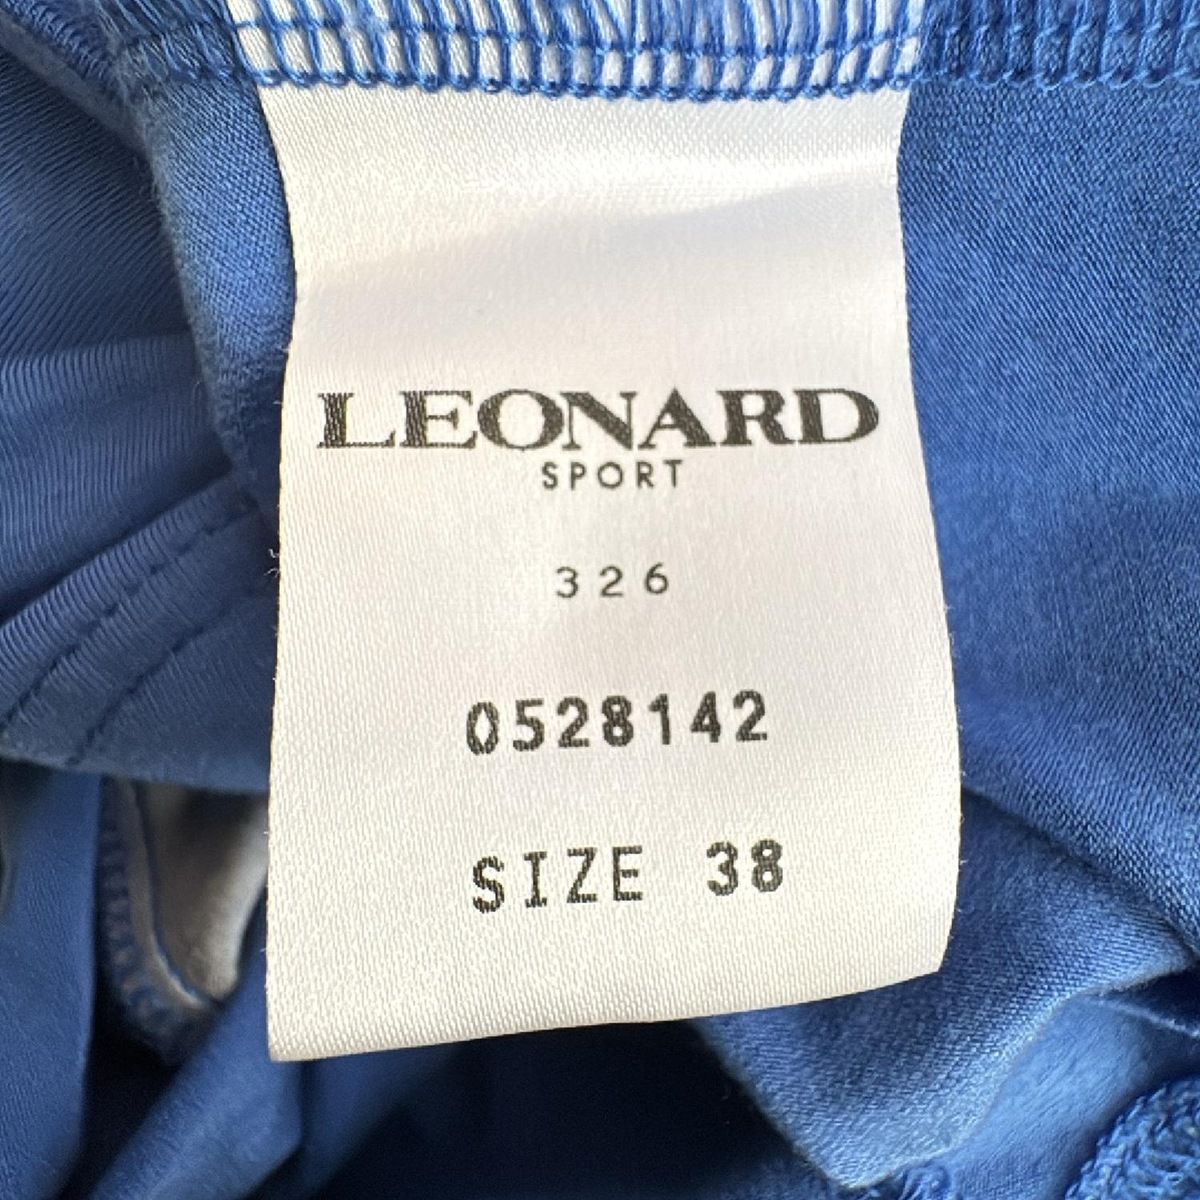 LEONARD
SPORT
326
0528142
SIZE 38